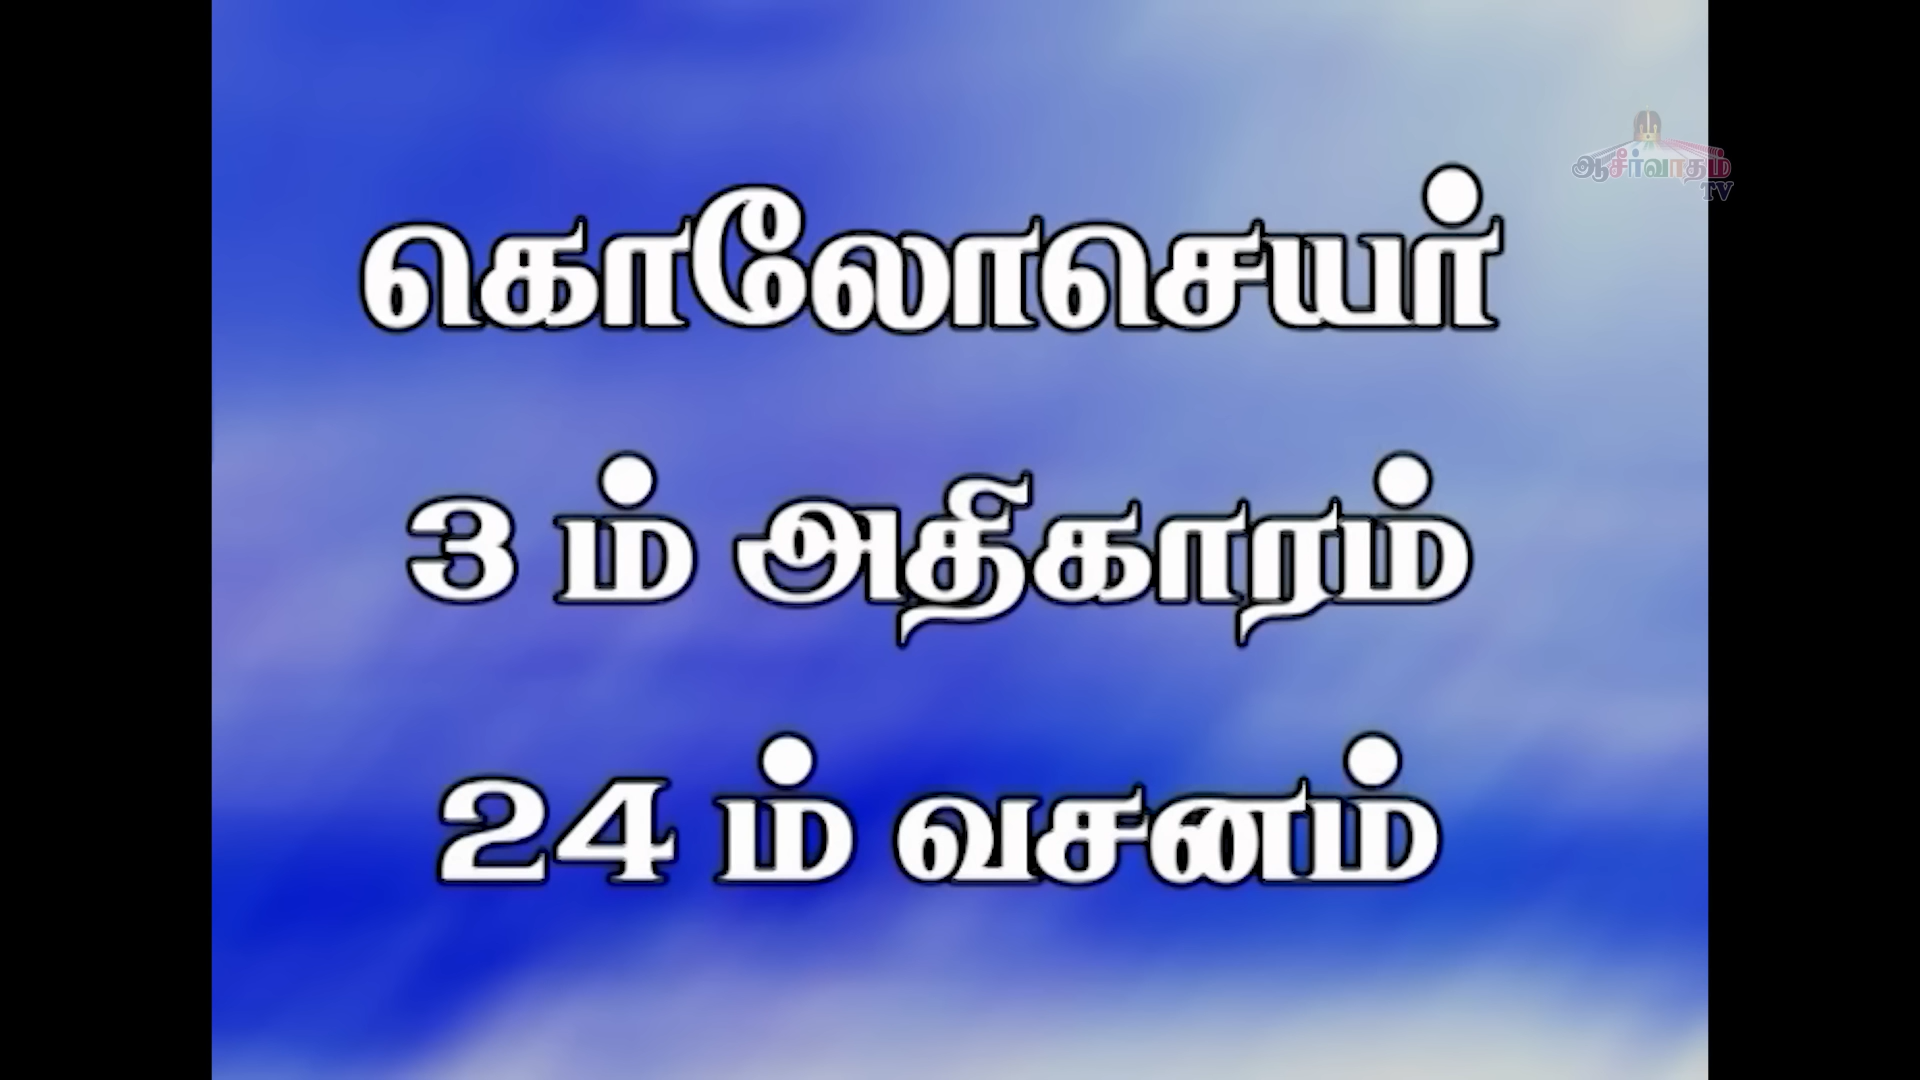 ஆசீர்வாதம்
TV
கொலோசெயர்
3 ம் அதிகாரம்
24 ம் வசனம்